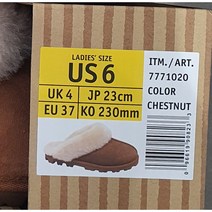 LADIES' SIZE
US 6
UK 4 JP 23cm
EU 37 KO 230mm
ITM./ART.
7771020
COLOR
CHESTNUT